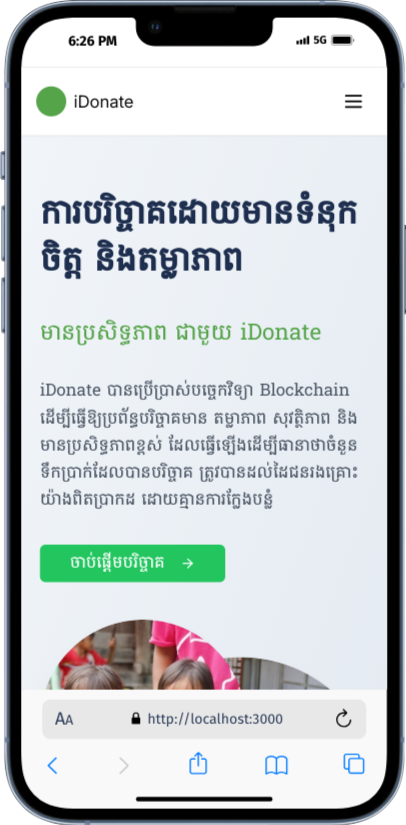 6:26 PM 5G
iDonate
ការបរិច្ចាគដោយមានទំនុក
ចិត្ត និងតម្លាភាព
មានប្រសិទ្ធភាព ជាមួយ iDonate
iDonate បានប្រើប្រាស់បច្ចេកវិទ្យា Blockchain
ដើម្បីធ្វើឱ្យប្រព័ន្ធបរិច្ចាគមាន តម្លាភាព សុវត្ថិភាព និង
មានប្រសិទ្ធភាពខ្ពស់ ដែលធ្វើឡើងដើម្បីធានាថាចំនួន
ទឹកប្រាក់ដែលបានបរិច្ចាគ ត្រូវបានដល់ដៃជនរងគ្រោះ
យ៉ាងពិតប្រាកដ ដោយគ្មានការក្លែងបន្លំ
ចាប់ផ្ដើមបរិច្ចាគ →
AA http://localhost:3000